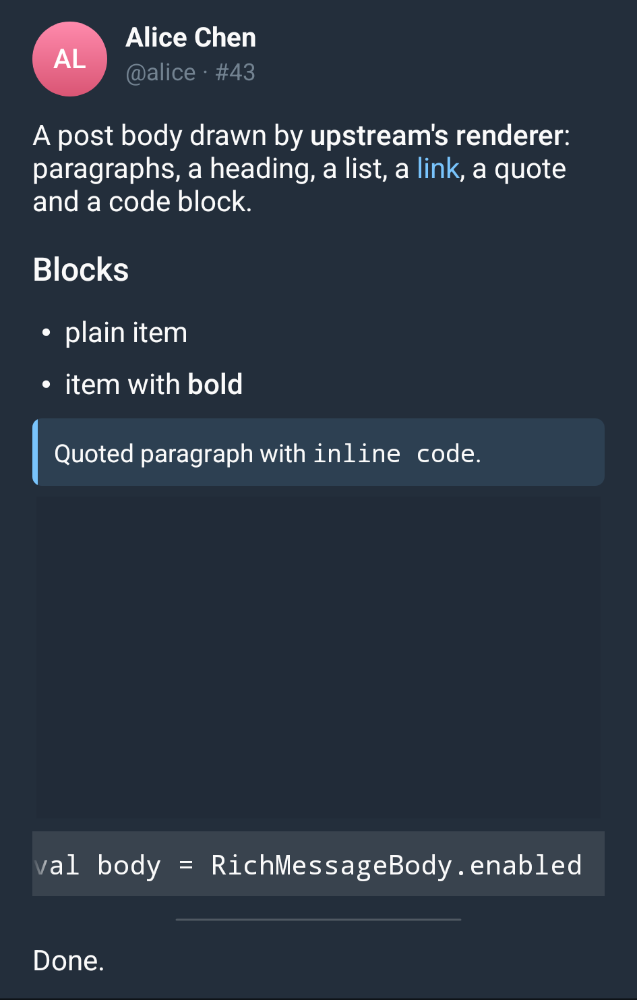 AL
Alice Chen
@alice · #43
A post body drawn by upstream's renderer:
paragraphs, a heading, a list, a link, a quote
and a code block.
Blocks
• plain item
• item with bold
Quoted paragraph with inline code.
val body = RichMessageBody.enabled
Done.